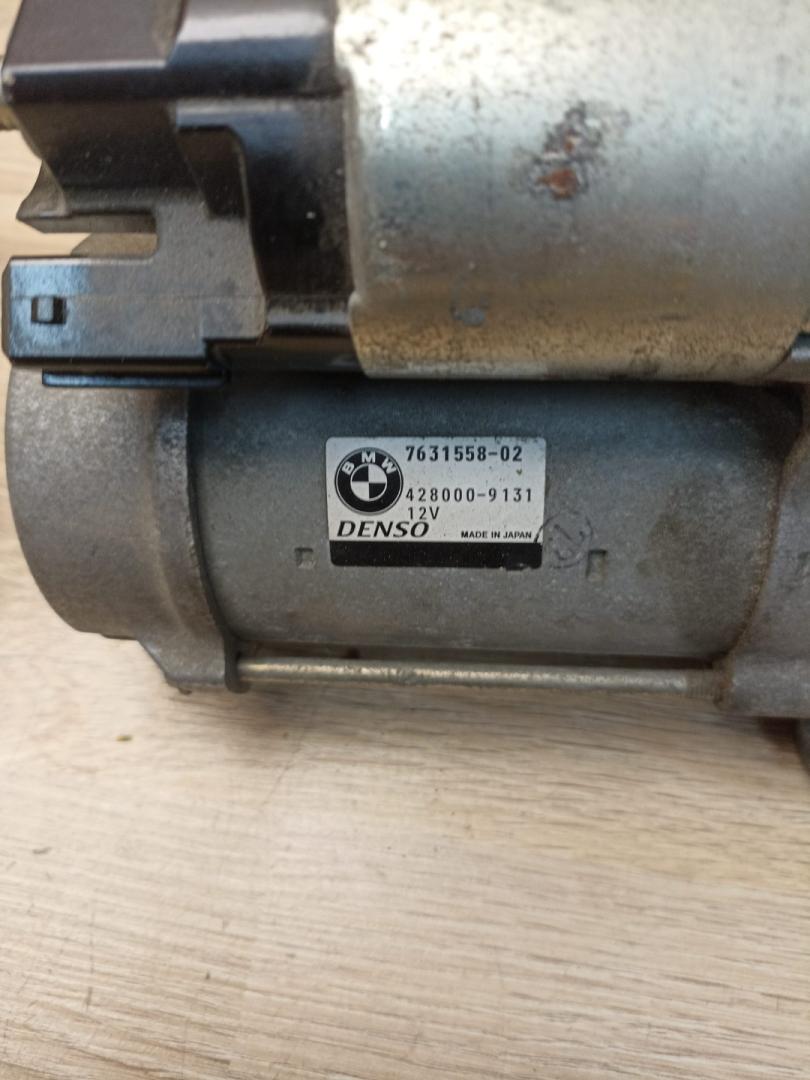 BMW
7631558-02
428000-9131
12V
DENSO
MADE IN JAPAN